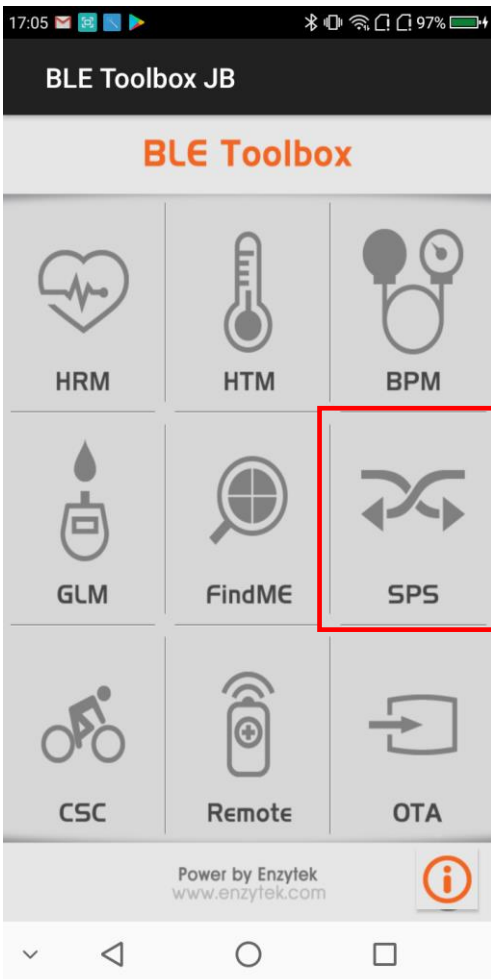 17:05 97%
BLE Toolbox JB
BLE Toolbox
HRM HTM BPM
GLM FindME SPS
CSC Remote OTA
Power by Enzytek
www.enzytek.com